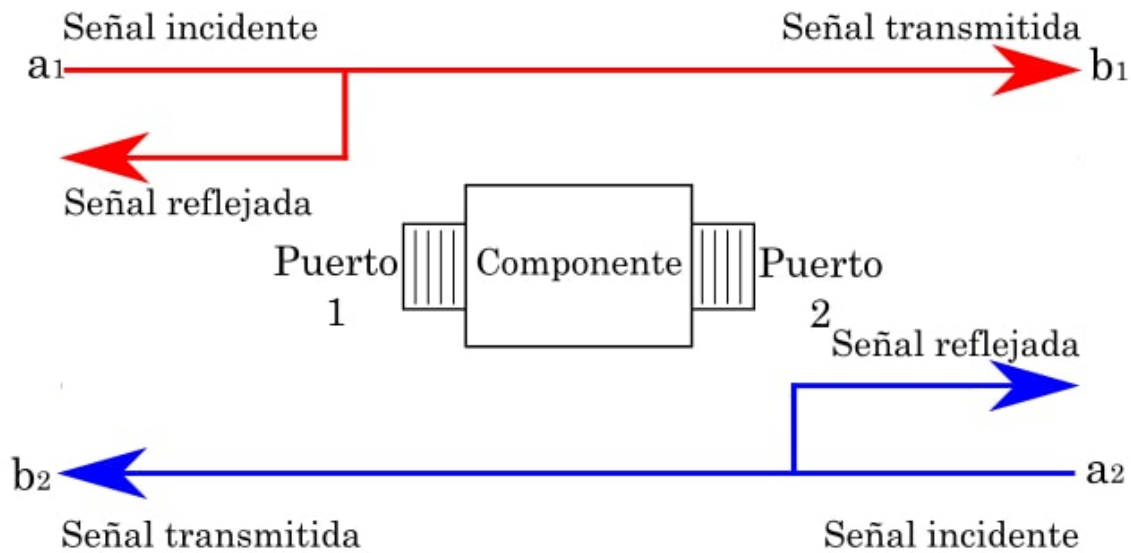 Señal incidente
Señal transmitida
a1
b1
Señal reflejada
Puerto
1
Componente
Puerto
2
Señal reflejada
b2
a2
Señal transmitida
Señal incidente